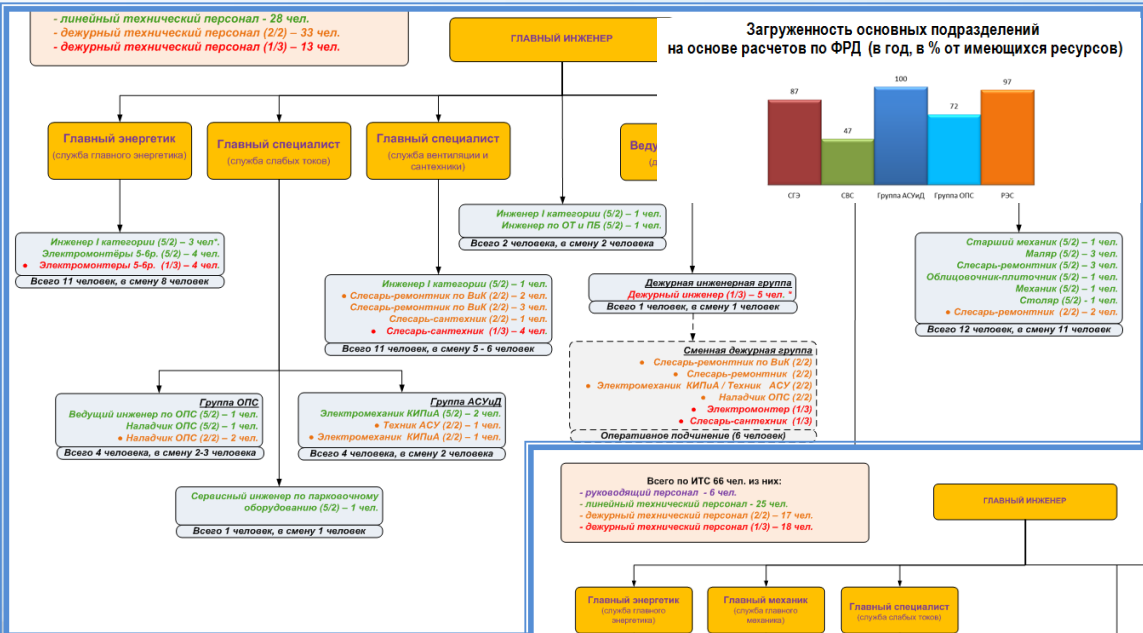 - линейный технический персонал - 28 чел.
- дежурный технический персонал (2/2) – 33 чел.
- дежурный технический персонал (1/3) – 13 чел.
ГЛАВНЫЙ ИНЖЕНЕР
Загруженность основных подразделений
на основе расчетов по ФРД (в год, в % от имеющихся ресурсов)
87
47
100
72
97
СГЭ
СВС
Группа АСУиД
Группа ОПС
РЭС
Главный энергетик
(служба главного энергетика)
Главный специалист
(служба слабых токов)
Главный специалист
(служба вентиляции и
сантехники)
Инженер I категории (5/2) – 3 чел*.
Электромонтёры 5-6р. (5/2) – 4 чел.
● Электромонтеры 5-6р. (1/3) – 4 чел.
Всего 11 человек, в смену 8 человек
Инженер I категории (5/2) – 1 чел.
Инженер по ОТ и ПБ (5/2) – 1 чел.
Всего 2 человека, в смену 2 человека
Инженер I категории (5/2) – 1 чел.
● Слесарь-ремонтник по ВиК (2/2) – 2 чел.
Слесарь-ремонтник по ВиК (2/2) – 3 чел.
Слесарь-сантехник (2/2) – 1 чел.
● Слесарь-сантехник (1/3) – 4 чел.
Всего 11 человек, в смену 5 - 6 человек
Дежурная инженерная группа
Дежурный инженер (1/3) – 5 чел. *
Всего 1 человек, в смену 1 человек
Старший механик (5/2) – 1 чел.
Маляр (5/2) – 3 чел.
Слесарь-ремонтник (5/2) – 3 чел.
Облицовочник-плиточник (5/2) – 1 чел.
Механик (5/2) – 1 чел.
Столяр (5/2) - 1 чел.
● Слесарь-ремонтник (2/2) – 2 чел.
Всего 12 человек, в смену 11 человек
Сменная дежурная группа
● Слесарь-ремонтник по ВиК (2/2)
● Слесарь-ремонтник (2/2)
● Электромеханик КИПиА / Техник АСУ (2/2)
● Наладчик ОПС (2/2)
● Электромонтер (1/3)
● Слесарь-сантехник (1/3)
Оперативное подчинение (6 человек)
Группа ОПС
Ведущий инженер по ОПС (5/2) – 1 чел.
Наладчик ОПС (5/2) – 1 чел.
● Наладчик ОПС (2/2) – 2 чел.
Всего 4 человека, в смену 2-3 человека
Группа АСУиД
Электромеханик КИПиА (5/2) – 2 чел.
● Техник АСУ (2/2) – 1 чел.
● Электромеханик КИПиА (2/2) – 1 чел.
Всего 4 человек, в смену 2 человек
Сервисный инженер по парковочному
оборудованию (5/2) – 1 чел.
Всего 1 человек, в смену 1 человек
Всего по ИТС 66 чел. из них:
- руководящий персонал - 6 чел.
- линейный технический персонал - 25 чел.
- дежурный технический персонал (2/2) – 17 чел.
- дежурный технический персонал (1/3) – 18 чел.
ГЛАВНЫЙ ИНЖЕНЕР
Главный энергетик
(служба главного
энергетика)
Главный механик
(служба главного
механика)
Главный специалист
(служба слабых токов)